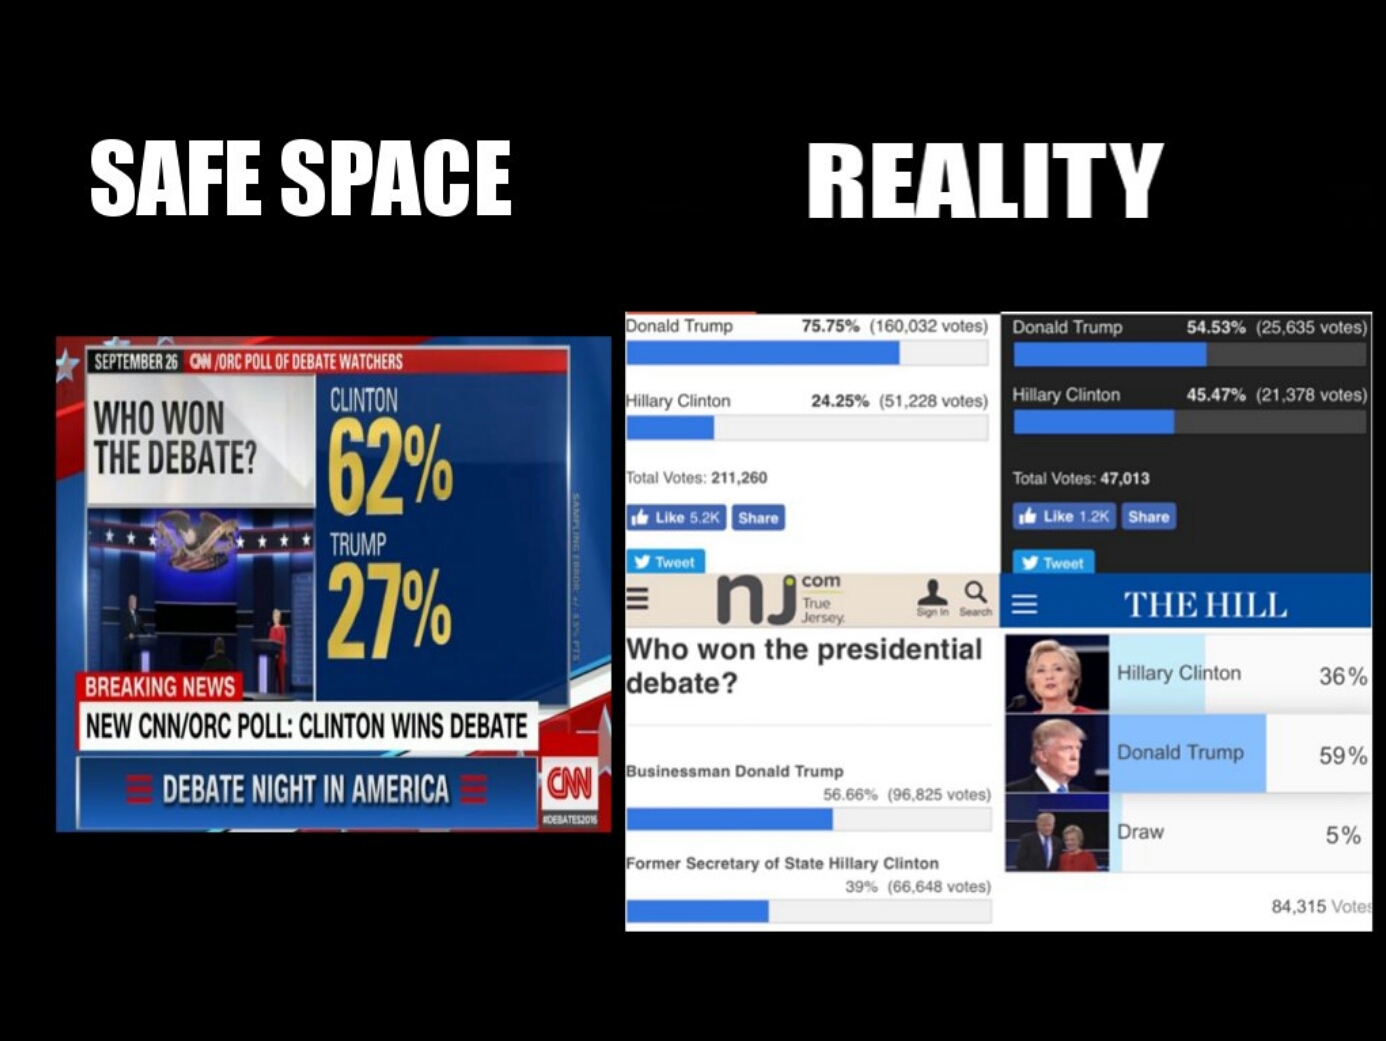 SAFE SPACE
REALITY
SEPTEMBER 26 CNN/ORC POLL OF DEBATE WATCHERS
WHO WON
THE DEBATE?
CLINTON
62%
TRUMP
27%
SAMPLING ERROR: +/- 4.5% PTS
BREAKING NEWS
NEW CNN/ORC POLL: CLINTON WINS DEBATE
DEBATE NIGHT IN AMERICA
CNN
#DEBATES2016
Donald Trump 75.75% (160,032 votes)
Hillary Clinton 24.25% (51,228 votes)
Total Votes: 211,260
Like 5.2K Share
Tweet
Donald Trump 54.53% (25,635 votes)
Hillary Clinton 45.47% (21,378 votes)
Total Votes: 47,013
Like 1.2K Share
Tweet
nj com
True
Jersey.
Sign In Search
Who won the presidential
debate?
Businessman Donald Trump
56.66% (96,825 votes)
Former Secretary of State Hillary Clinton
39% (66,648 votes)
THE HILL
Hillary Clinton 36%
Donald Trump 59%
Draw 5%
84,315 Votes